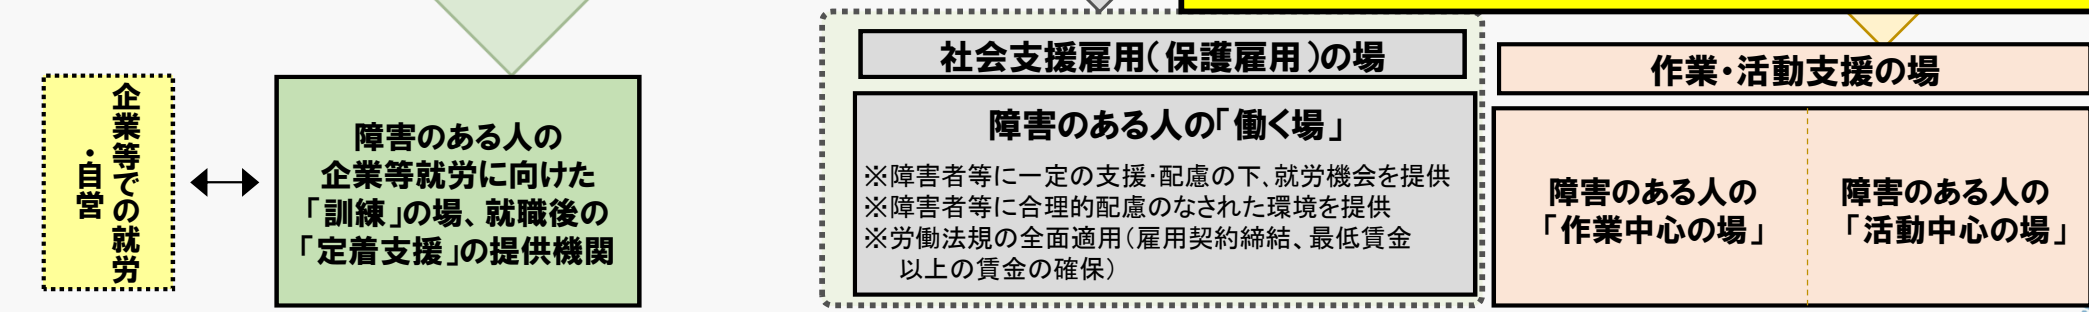 企業等での就労
・自営
障害のある人の
企業等就労に向けた
「訓練」の場、就職後の
「定着支援」の提供機関
社会支援雇用（保護雇用）の場
障害のある人の「働く場」
※障害者等に一定の支援・配慮の下、就労機会を提供
※障害者等に合理的配慮のなされた環境を提供
※労働法規の全面適用（雇用契約締結、最低賃金
以上の賃金の確保）
作業・活動支援の場
障害のある人の
「作業中心の場」
障害のある人の
「活動中心の場」